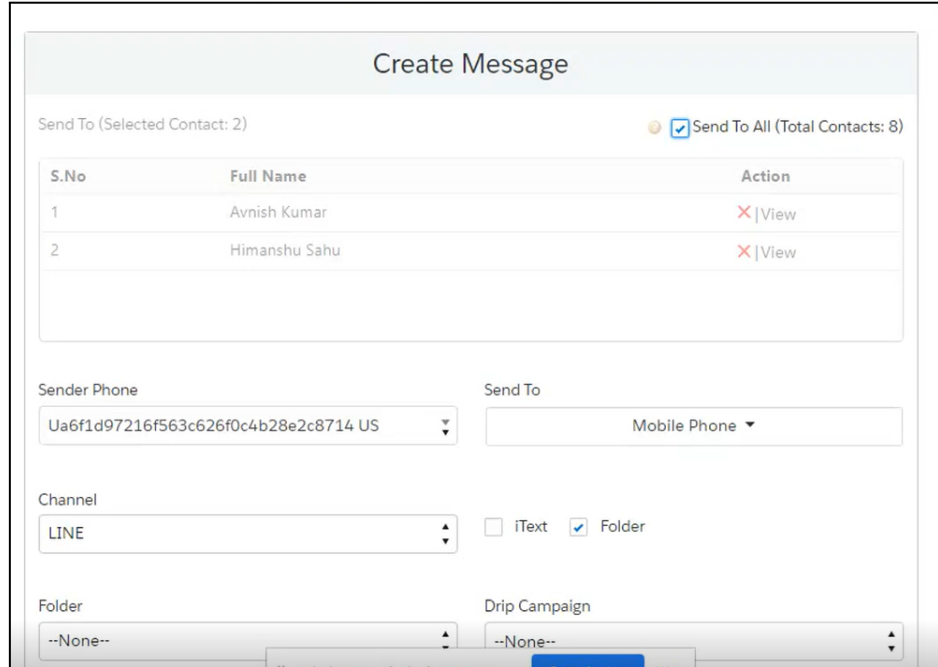 Create Message
Send To (Selected Contact: 2)
Send To All (Total Contacts: 8)
S.No Full Name Action
1 Avnish Kumar ✕|View
2 Himanshu Sahu ✕|View
Sender Phone Send To
Ua6f1d97216f563c626f0c4b28e2c8714 US Mobile Phone
Channel
LINE iText Folder
Folder Drip Campaign
--None-- --None--